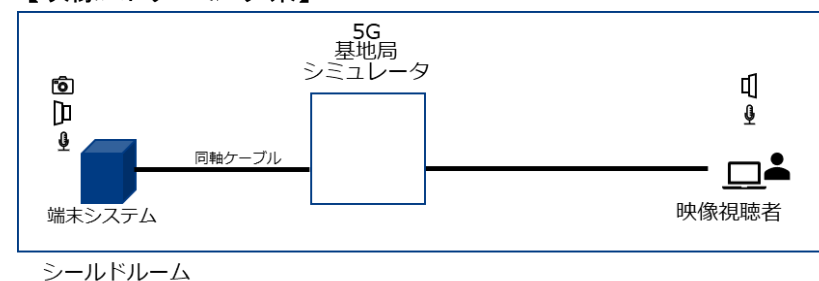 5G
基地局
シミュレータ
同軸ケーブル
端末システム
映像視聴者
シールドルーム